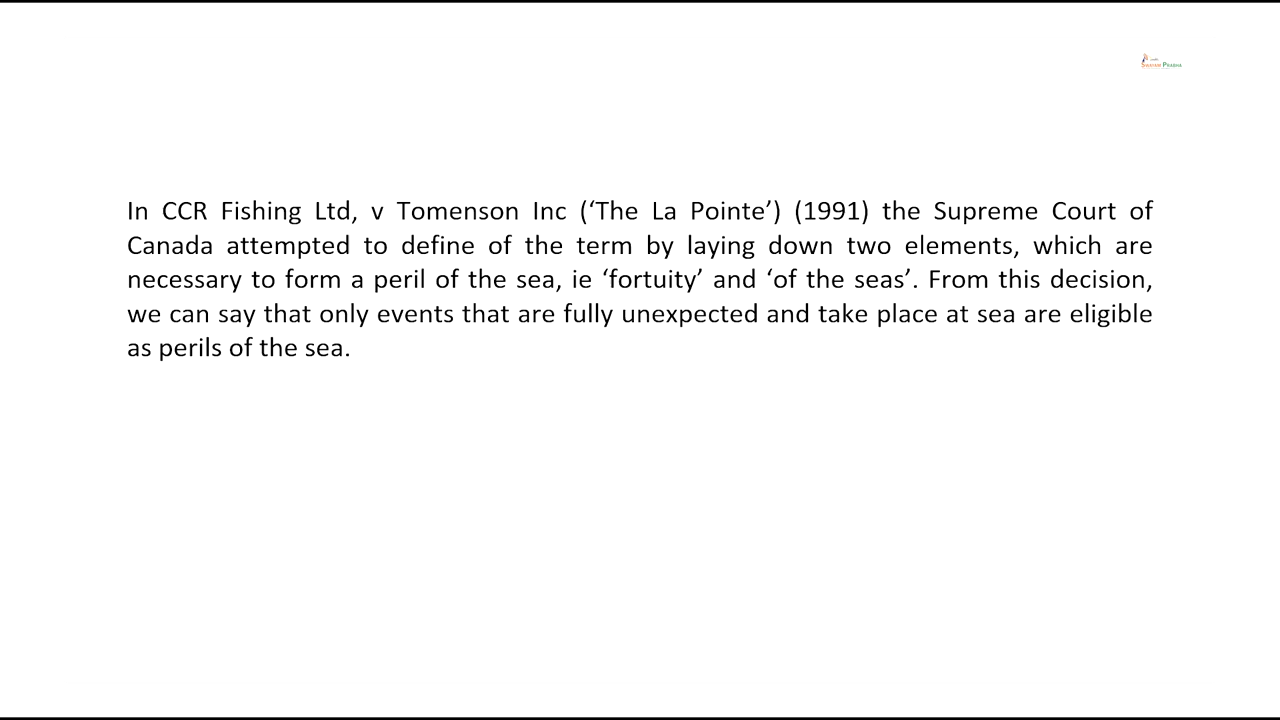 SWAYAM PRABHA
In CCR Fishing Ltd, v Tomenson Inc (‘The La Pointe’) (1991) the Supreme Court of
Canada attempted to define of the term by laying down two elements, which are
necessary to form a peril of the sea, ie ‘fortuity’ and ‘of the seas’. From this decision,
we can say that only events that are fully unexpected and take place at sea are eligible
as perils of the sea.